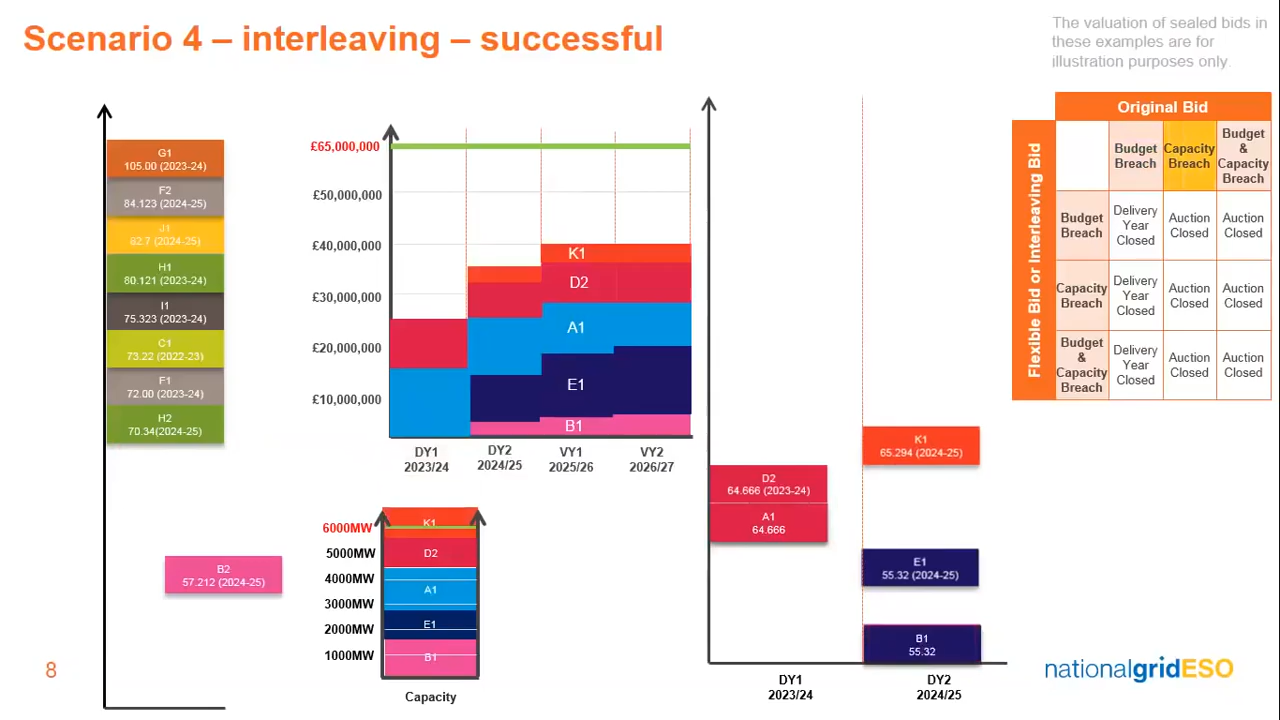 Scenario 4 – interleaving – successful
The valuation of sealed bids in
these examples are for
illustration purposes only.
G1
105.00 (2023-24)
F2
84.123 (2024-25)
J1
82.7 (2024-25)
H1
80.121 (2023-24)
I1
75.323 (2023-24)
C1
73.22 (2022-23)
F1
72.00 (2023-24)
H2
70.34(2024-25)
B2
57.212 (2024-25)
£65,000,000
£50,000,000
£40,000,000
£30,000,000
£20,000,000
£10,000,000
K1
D2
A1
E1
B1
DY1
2023/24
DY2
2024/25
VY1
2025/26
VY2
2026/27
6000MW
5000MW
4000MW
3000MW
2000MW
1000MW
K1
D2
A1
E1
B1
Capacity
K1
65.294 (2024-25)
D2
64.666 (2023-24)
A1
64.666
E1
55.32 (2024-25)
B1
55.32
DY1
2023/24
DY2
2024/25
Original Bid
Flexible Bid or Interleaving Bid
Budget
Breach
Capacity
Breach
Budget
&
Capacity
Breach
Budget
Breach
Delivery
Year
Closed
Auction
Closed
Auction
Closed
Capacity
Breach
Delivery
Year
Closed
Auction
Closed
Auction
Closed
Budget
&
Capacity
Breach
Delivery
Year
Closed
Auction
Closed
Auction
Closed
8
nationalgridESO